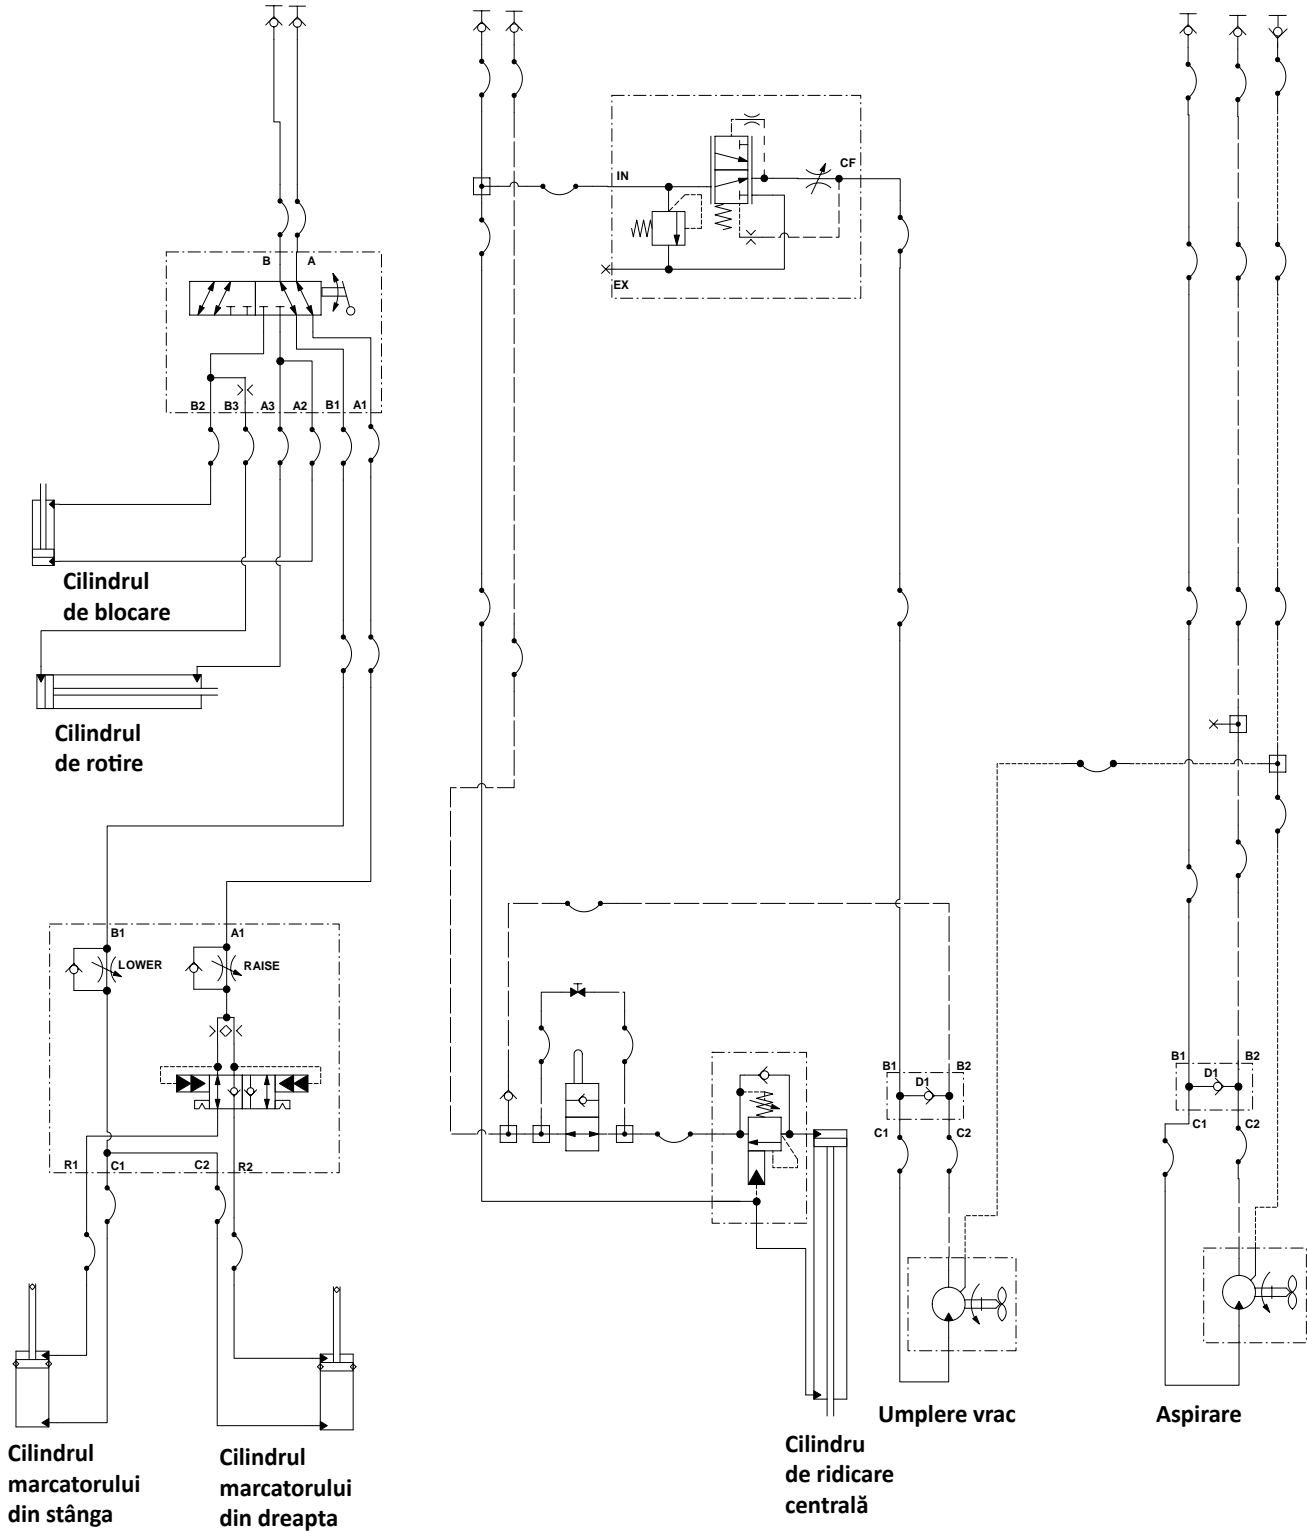 IN
CF
EX
B A
B2 B3 A3 A2 B1 A1
Cilindrul
de blocare
Cilindrul
de rotire
B1 A1
LOWER RAISE
R1 C1 C2 R2
B1 B2
D1
C1 C2
B1 B2
D1
C1 C2
Cilindrul
marcatorului
din stânga
Cilindrul
marcatorului
din dreapta
Cilindru
de ridicare
centrală
Umplere vrac
Aspirare